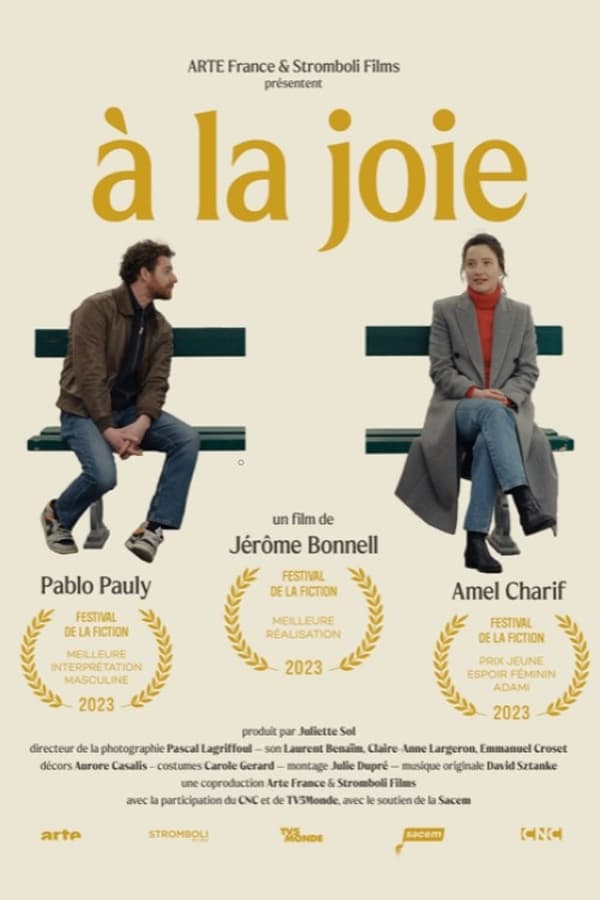 ARTE France & Stromboli Films
présentent
à la joie
un film de
Jérôme Bonnell
Pablo Pauly
Amel Charif
FESTIVAL
DE LA FICTION
MEILLEURE
INTERPRÉTATION
MASCULINE
2023
FESTIVAL
DE LA FICTION
MEILLEURE
RÉALISATION
2023
FESTIVAL
DE LA FICTION
PRIX JEUNE
ESPOIR FÉMININ
ADAMI
2023
produit par Juliette Sol
directeur de la photographie Pascal Lagriffoul – son Laurent Benaïm, Claire-Anne Largeron, Emmanuel Croset
décors Aurore Casalis – costumes Carole Gerard – montage Julie Dupré – musique originale David Sztanke
une coproduction Arte France & Stromboli Films
avec la participation du CNC et de TV5Monde, avec le soutien de la Sacem
arte
STROMBOLI
TV5
MONDE
sacem
CNC